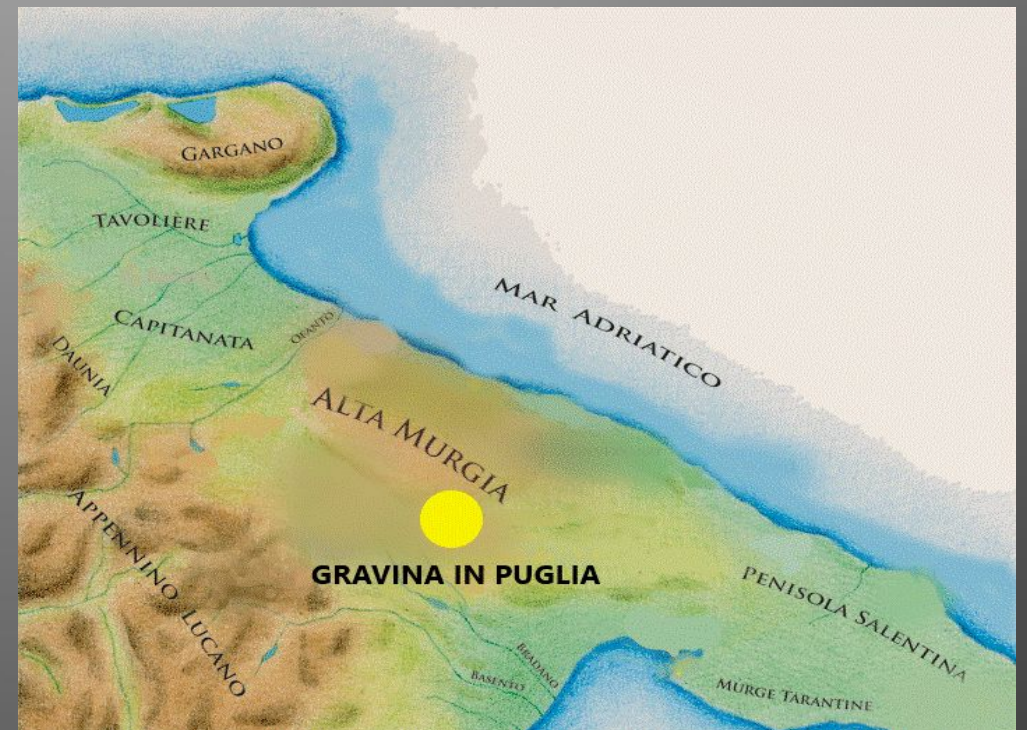 GARGANO
TAVOLIERE
MAR ADRIATICO
CAPITANATA
OFANTO
DAUNIA
ALTA MURGIA
APPENNINO LUCANO
GRAVINA IN PUGLIA
PENISOLA SALENTINA
BRADANO
BASENTO
MURGE TARANTINE